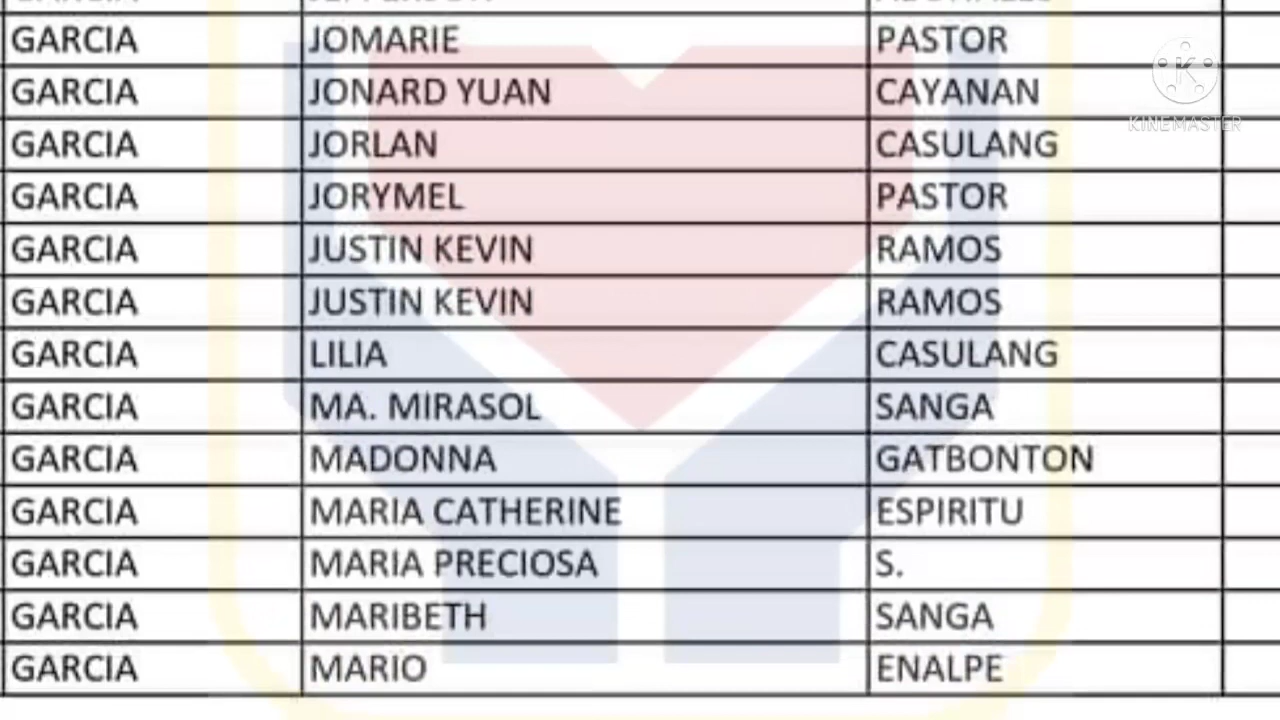 GARCIA JOMARIE PASTOR
GARCIA JONARD YUAN CAYANAN
GARCIA JORLAN CASULANG
GARCIA JORYMEL PASTOR
GARCIA JUSTIN KEVIN RAMOS
GARCIA JUSTIN KEVIN RAMOS
GARCIA LILIA CASULANG
GARCIA MA. MIRASOL SANGA
GARCIA MADONNA GATBONTON
GARCIA MARIA CATHERINE ESPIRITU
GARCIA MARIA PRECIOSA S.
GARCIA MARIBETH SANGA
GARCIA MARIO ENALPE
K
KINEMASTER